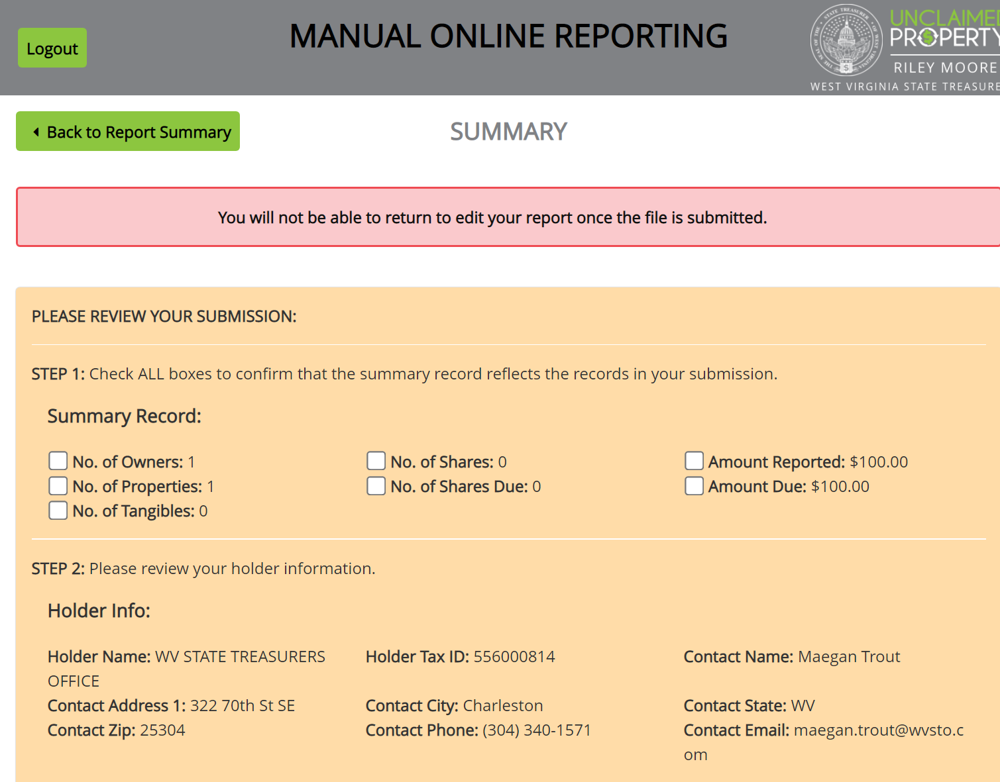 Logout
MANUAL ONLINE REPORTING
UNCLAIMED
PROPERTY
RILEY MOORE
WEST VIRGINIA STATE TREASURE
Back to Report Summary
SUMMARY
You will not be able to return to edit your report once the file is submitted.
PLEASE REVIEW YOUR SUBMISSION:
STEP 1: Check ALL boxes to confirm that the summary record reflects the records in your submission.
Summary Record:
No. of Owners: 1
No. of Shares: 0
Amount Reported: $100.00
No. of Properties: 1
No. of Shares Due: 0
Amount Due: $100.00
No. of Tangibles: 0
STEP 2: Please review your holder information.
Holder Info:
Holder Name: WV STATE TREASURERS
OFFICE
Holder Tax ID: 556000814
Contact Name: Maegan Trout
Contact Address 1: 322 70th St SE
Contact City: Charleston
Contact State: WV
Contact Zip: 25304
Contact Phone: (304) 340-1571
Contact Email: maegan.trout@wvsto.c
om